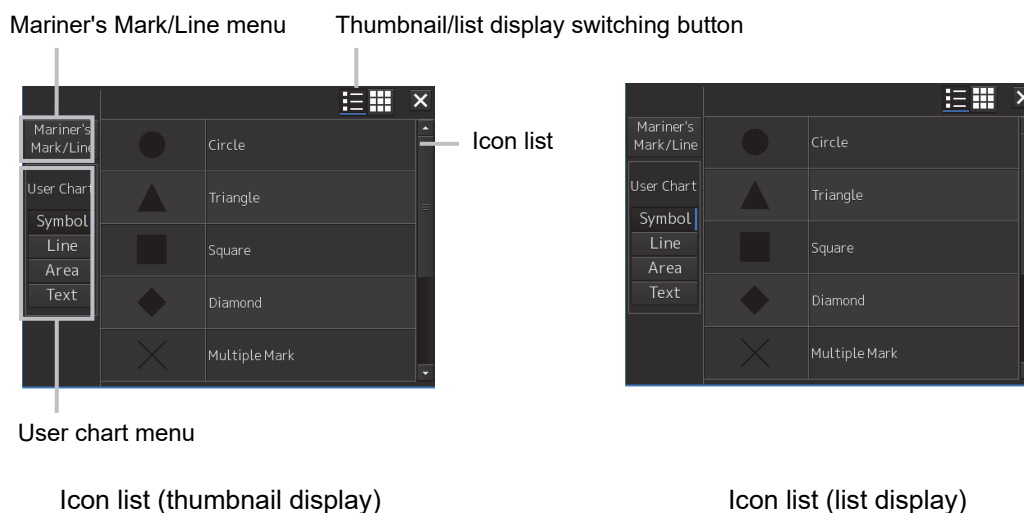 Mariner's Mark/Line menu
Thumbnail/list display switching button
Mariner's
Mark/Line
User Chart
Symbol
Line
Area
Text
Circle
Triangle
Square
Diamond
Multiple Mark
Icon list
User chart menu
Icon list (thumbnail display)
Mariner's
Mark/Line
User Chart
Symbol
Line
Area
Text
Circle
Triangle
Square
Diamond
Multiple Mark
Icon list (list display)